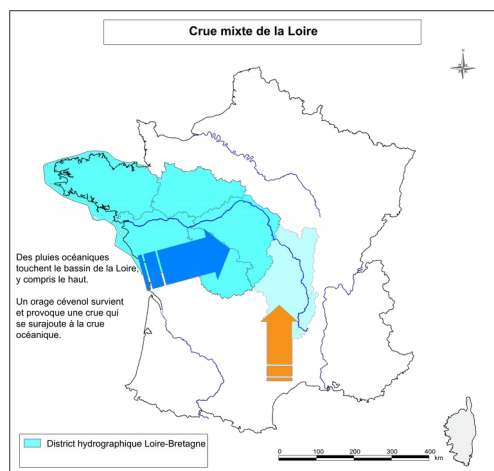 Crue mixte de la Loire
Des pluies océaniques
touchent le bassin de la Loire,
y compris le haut.
Un orage cévenol survient
et provoque une crue qui
se surajoute à la crue
océanique.
District hydrographique Loire-Bretagne
0 100 200 300 400
km